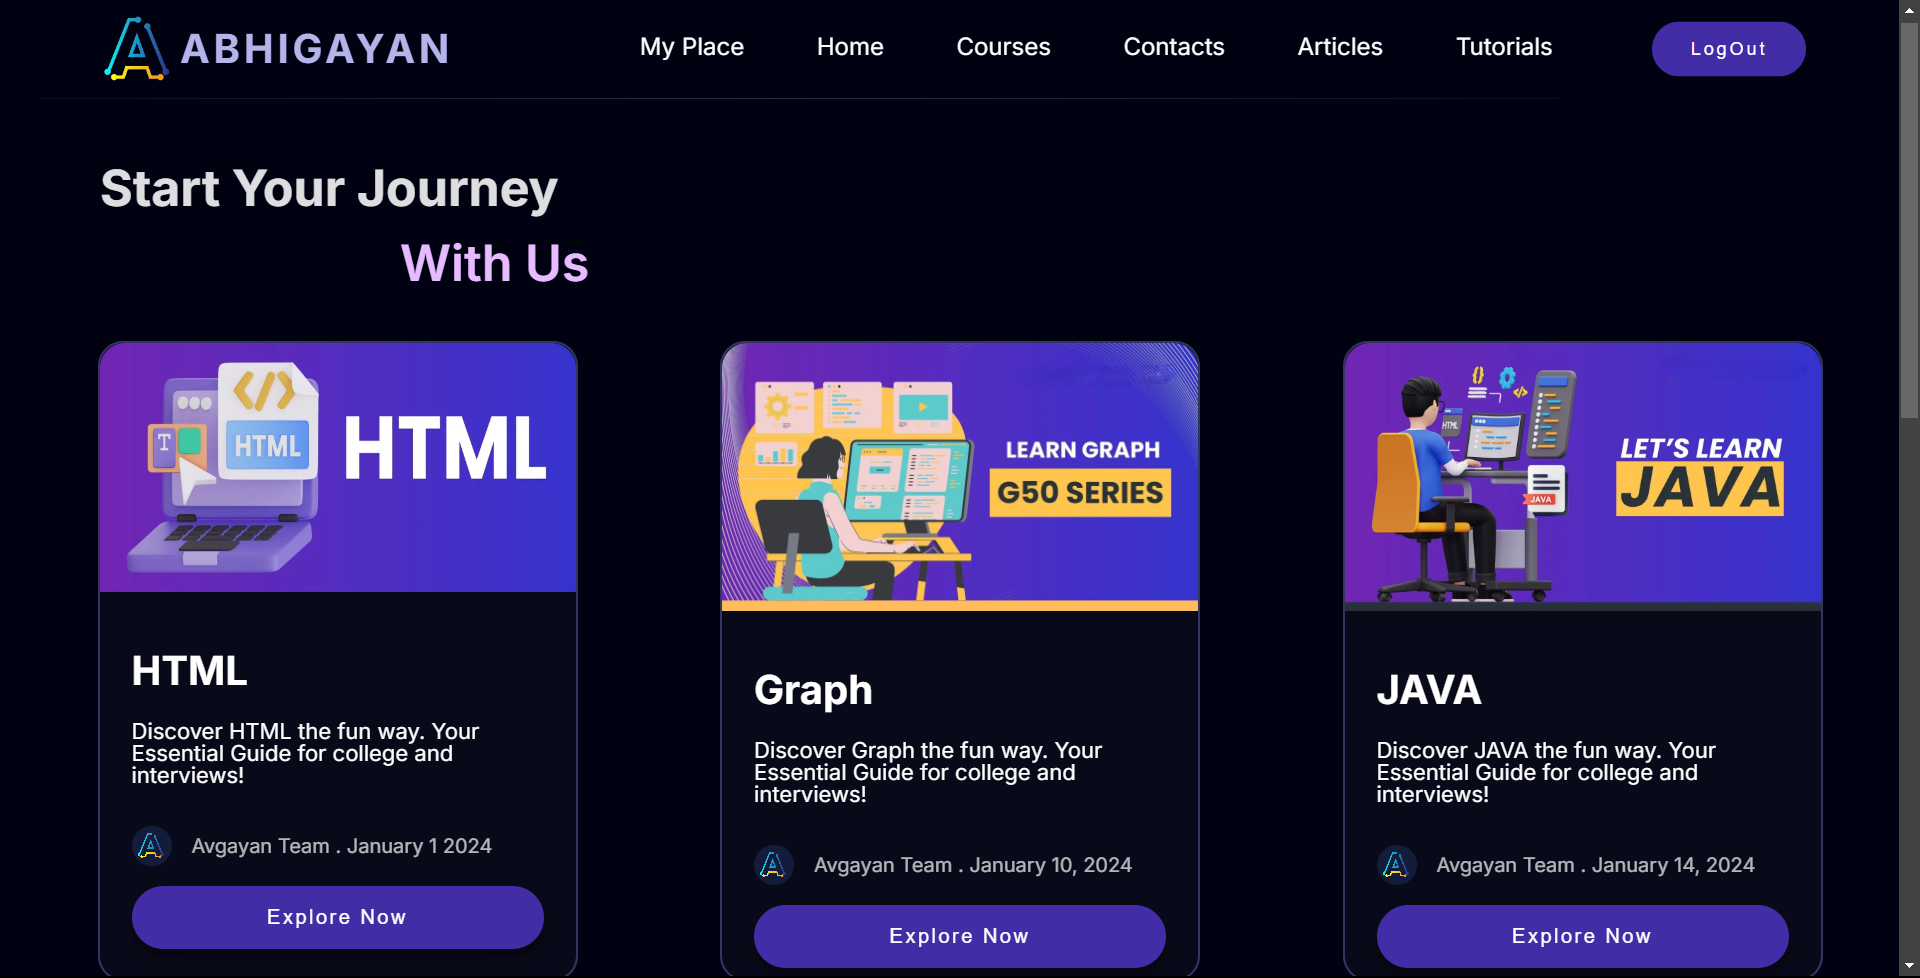 ABHIGAYAN
My Place Home Courses Contacts Articles Tutorials LogOut
Start Your Journey
With Us
</>
T
HTML
HTML
LEARN GRAPH
G50 SERIES
HTML
JAVA
LET'S LEARN
JAVA
HTML
Discover HTML the fun way. Your
Essential Guide for college and
interviews!
Avgayan Team . January 1 2024
Explore Now
Graph
Discover Graph the fun way. Your
Essential Guide for college and
interviews!
Avgayan Team . January 10, 2024
Explore Now
JAVA
Discover JAVA the fun way. Your
Essential Guide for college and
interviews!
Avgayan Team . January 14, 2024
Explore Now